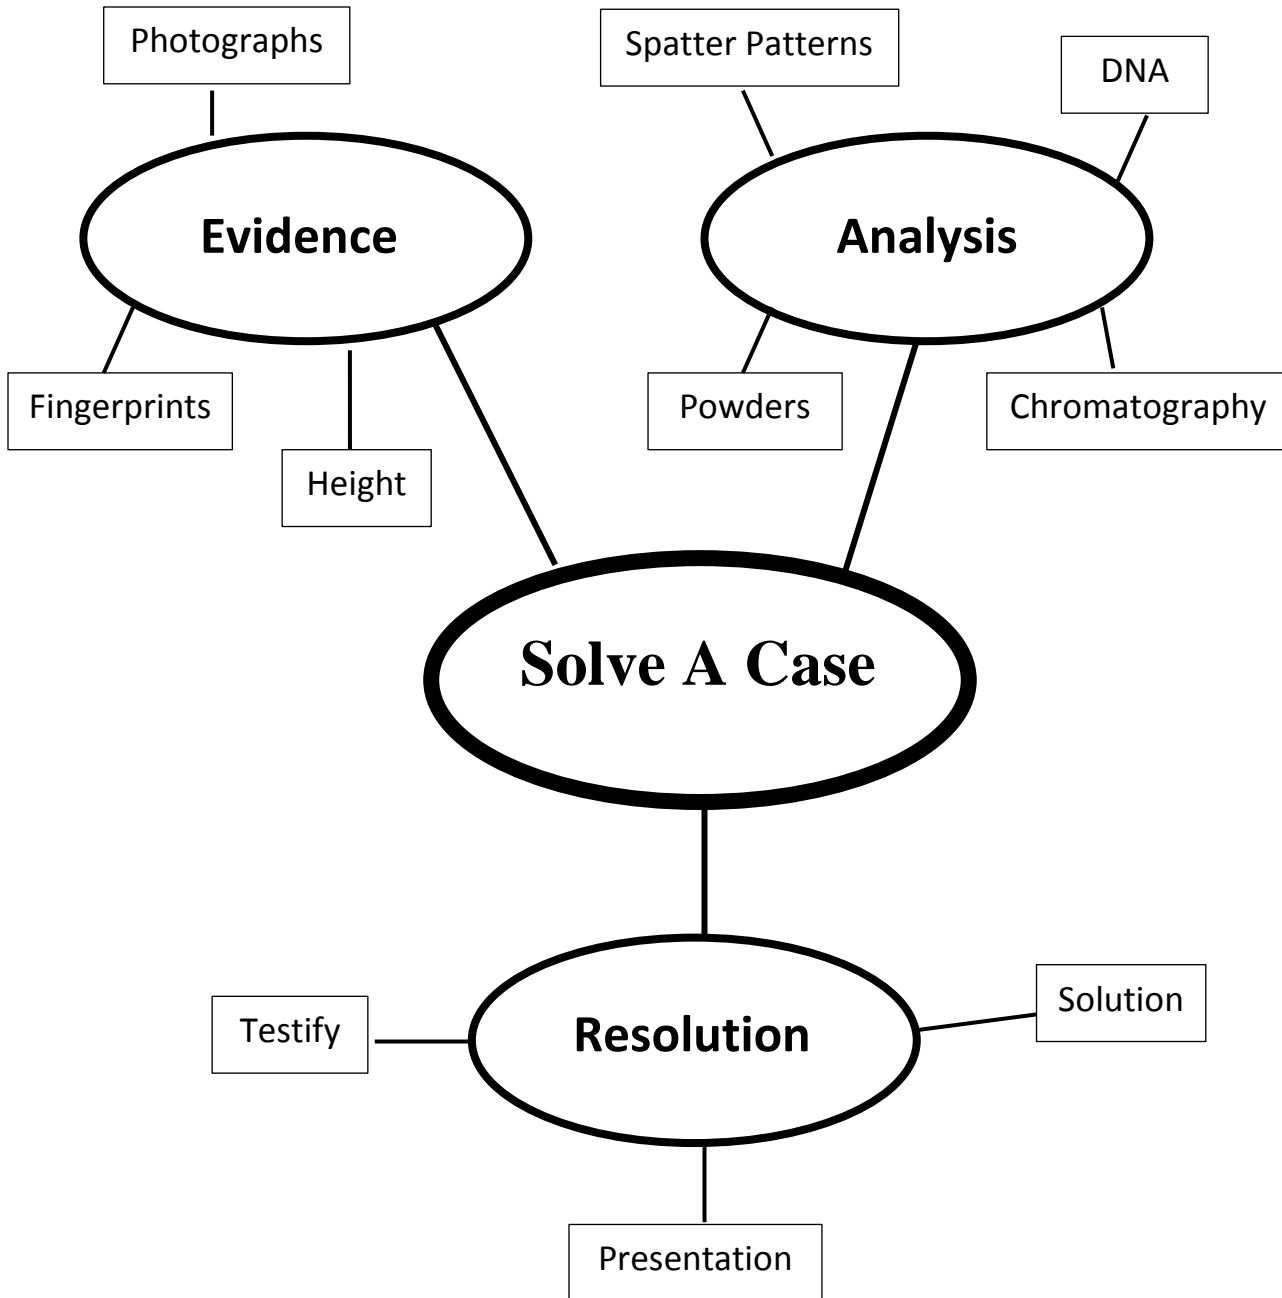 Photographs
Spatter Patterns
DNA
Evidence
Analysis
Fingerprints
Height
Powders
Chromatography
Solve A Case
Resolution
Testify
Solution
Presentation